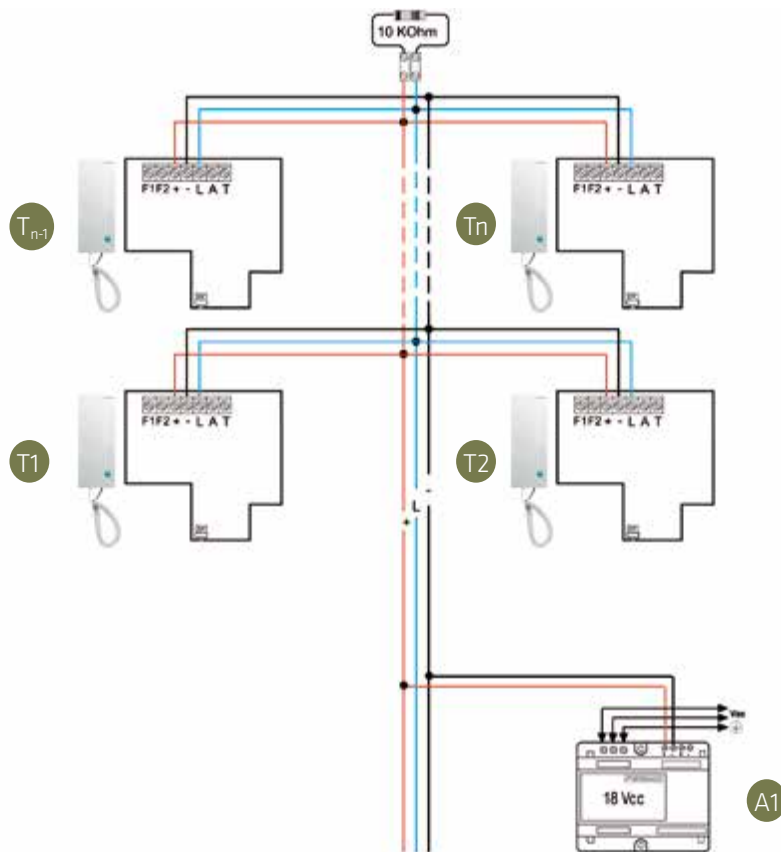 10 KOhm
F1F2 + - L A T
F1F2 + - L A T
Tn-1
Tn
F1F2 + - L A T
F1F2 + - L A T
T1
T2
-
L
+
18 Vcc
A1